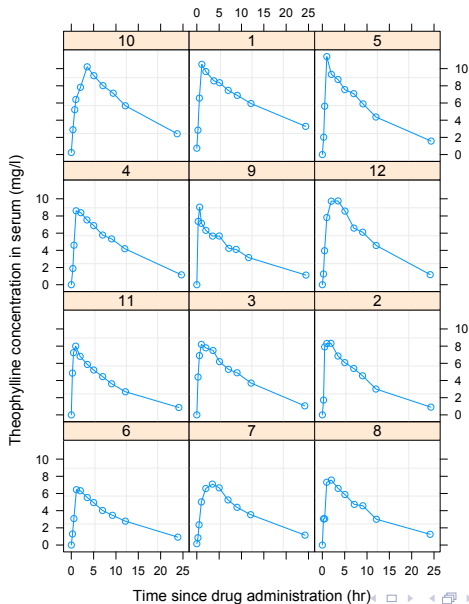 0 5 10 15 20 25
10 1 5
0 2 4 6 8 10
4 9 12
0 2 4 6 8 10
11 3 2
0 2 4 6 8 10
6 7 8
0 2 4 6 8 10
0 5 10 15 20 25
0 5 10 15 20 25
Theophylline concentration in serum (mg/l)
Time since drug administration (hr)